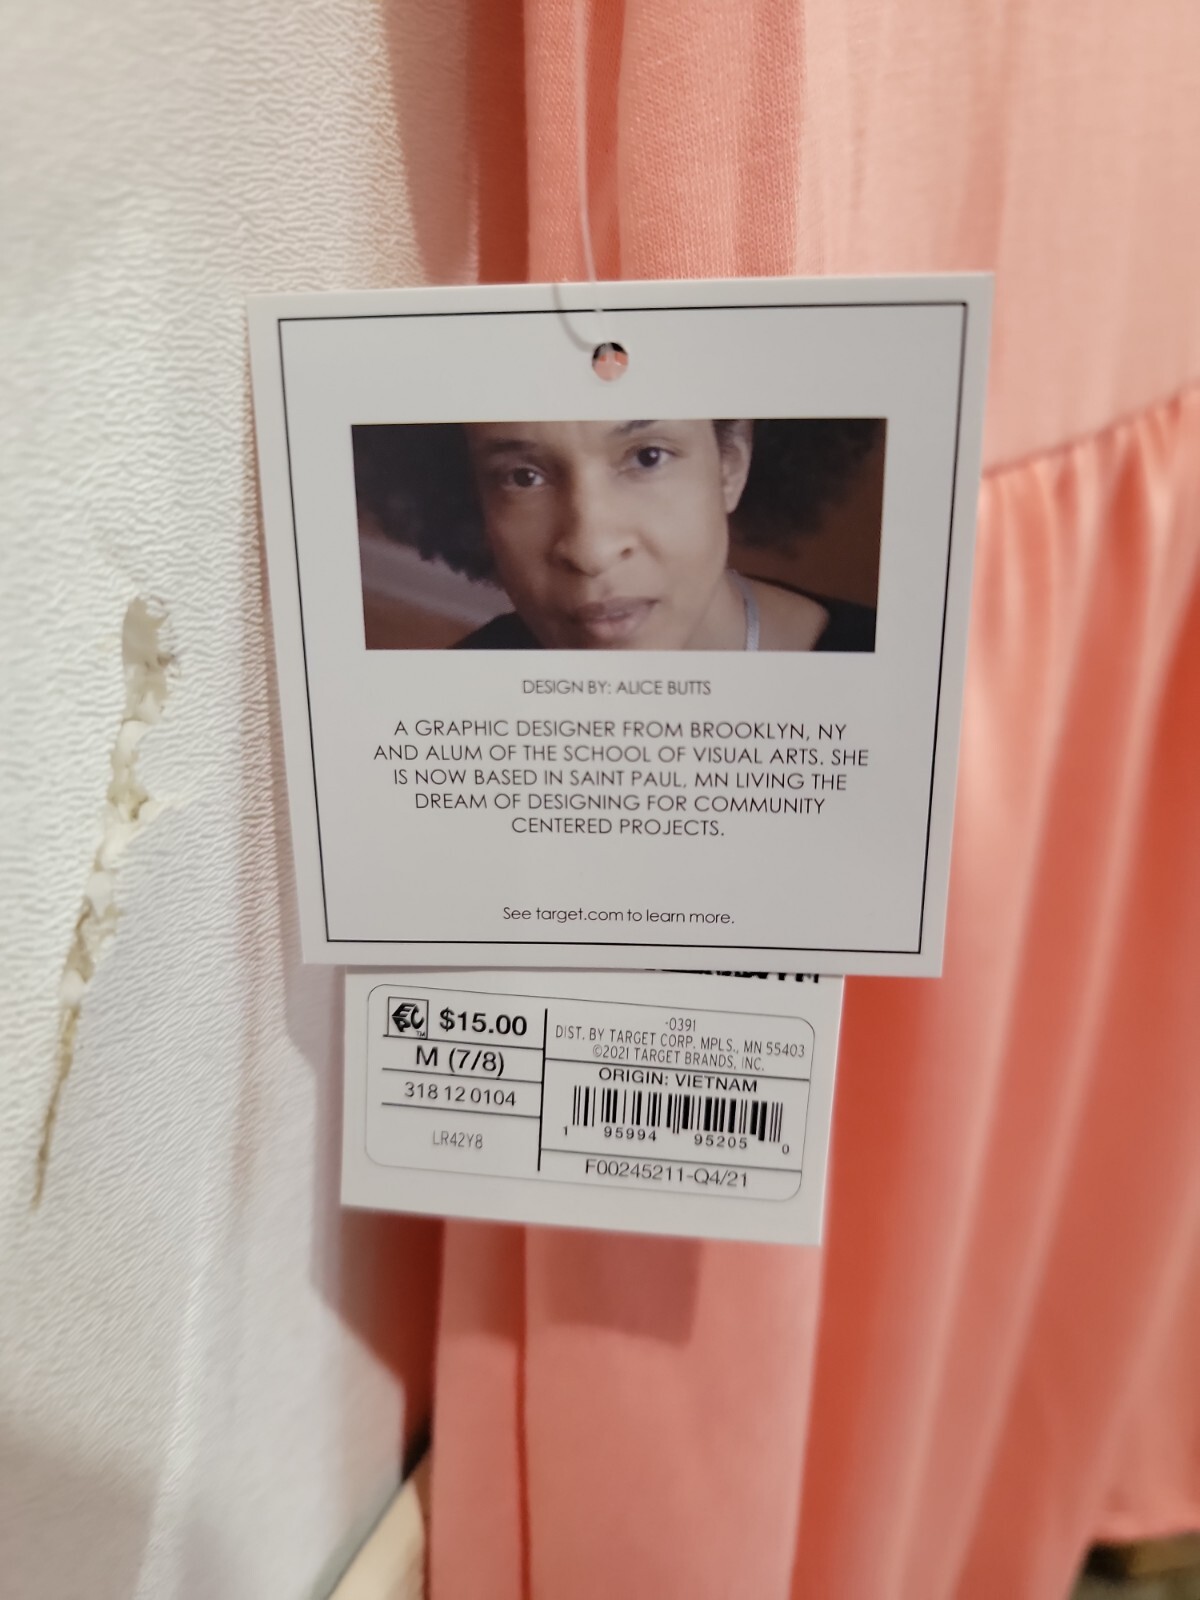 DESIGN BY: ALICE BUTTS
A GRAPHIC DESIGNER FROM BROOKLYN, NY
AND ALUM OF THE SCHOOL OF VISUAL ARTS. SHE
IS NOW BASED IN SAINT PAUL, MN LIVING THE
DREAM OF DESIGNING FOR COMMUNITY
CENTERED PROJECTS.
See target.com to learn more.
EPC™ $15.00
M (7/8)
318 12 0104
LR42Y8
-0391
DIST. BY TARGET CORP. MPLS., MN 55403
©2021 TARGET BRANDS, INC.
ORIGIN: VIETNAM
1 95994 95205 0
F00245211-Q4/21